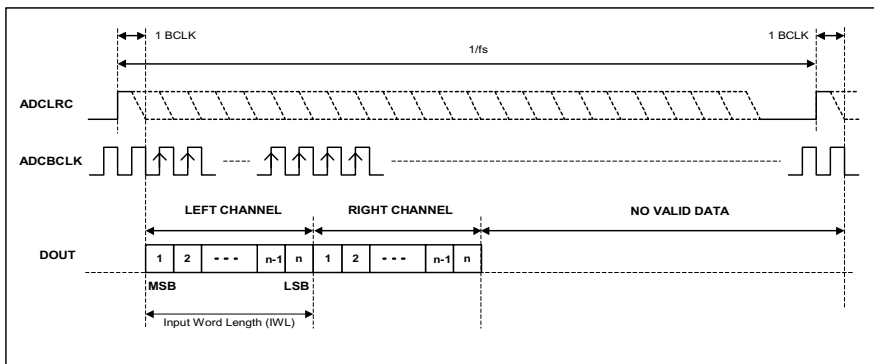 1 BCLK
1 BCLK
1/fs
ADCLRC
ADCBCLK
LEFT CHANNEL
RIGHT CHANNEL
NO VALID DATA
DOUT
1 2 --- n-1 n 1 2 --- n-1 n
MSB
LSB
Input Word Length (IWL)